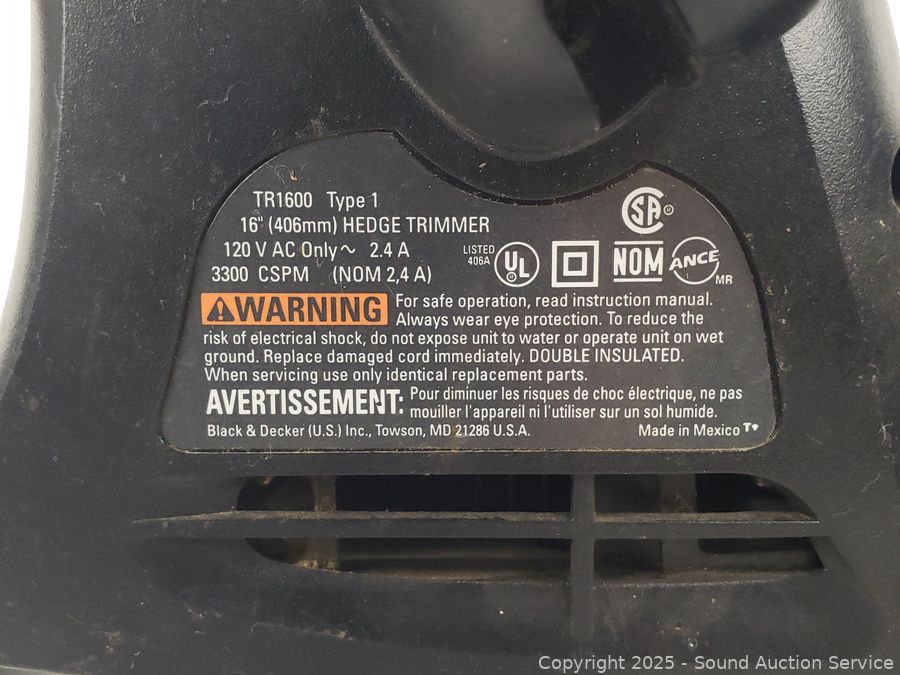 TR1600 Type 1
16" (406mm) HEDGE TRIMMER
120 V AC Only ~ 2.4 A
3300 CSPM (NOM 2,4 A)
LISTED
406A
UL
®
SA
®
NOM
ANCE
MR
WARNING For safe operation, read instruction manual.
Always wear eye protection. To reduce the
risk of electrical shock, do not expose unit to water or operate unit on wet
ground. Replace damaged cord immediately. DOUBLE INSULATED.
When servicing use only identical replacement parts.
AVERTISSEMENT: Pour diminuer les risques de choc électrique, ne pas
mouiller l'appareil ni l'utiliser sur un sol humide.
Black & Decker (U.S.) Inc., Towson, MD 21286 U.S.A. Made in Mexico T
Copyright © 2025 - Sound Auction Service